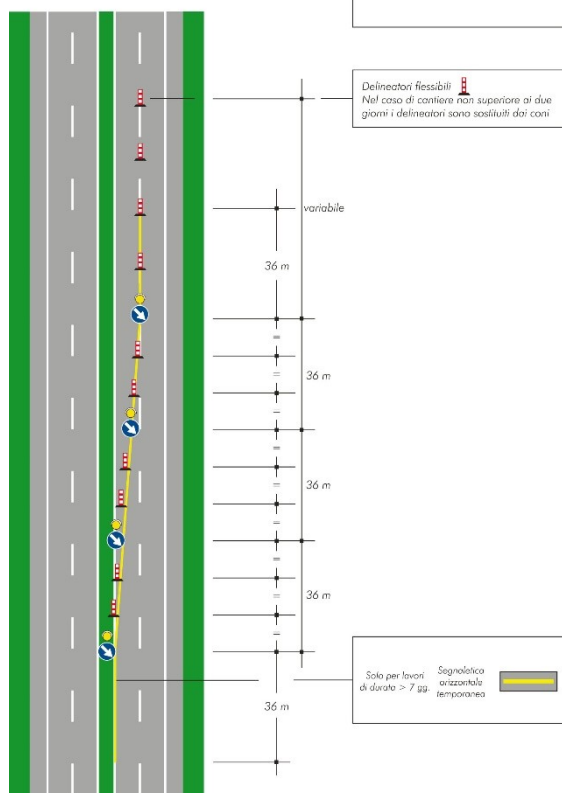 Delineatori flessibili
Nel caso di cantiere non superiore ai due
giorni i delineatori sono sostituiti dai coni
variabile
36 m
36 m
36 m
36 m
Solo per lavori
di durata > 7 gg.
Segnaletica
orizzontale
temporanea
36 m